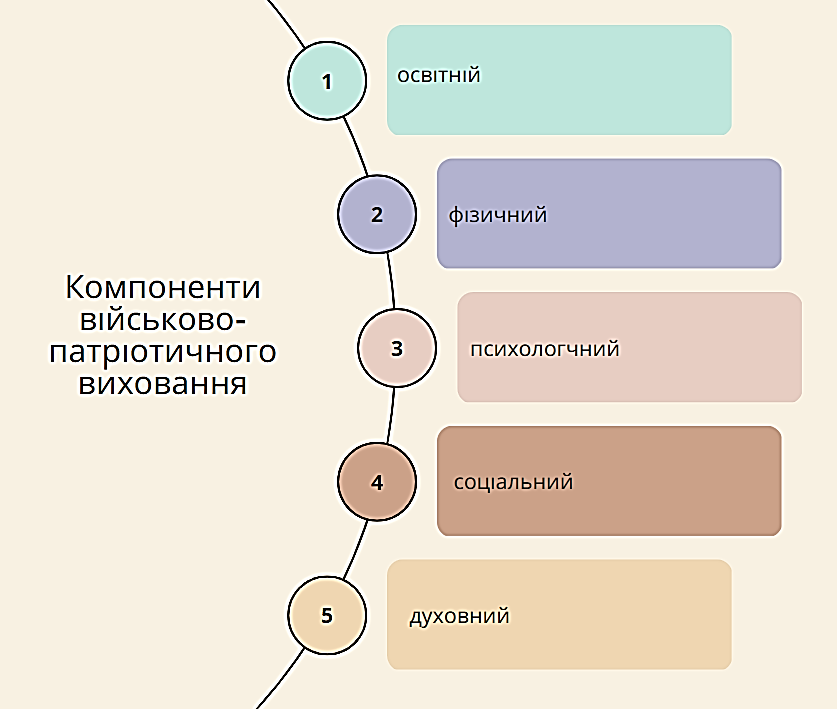 1
освітній
2
фізичний
Компоненти
військово-
патріотичного
виховання
3
психологчний
4
соціальний
5
духовний